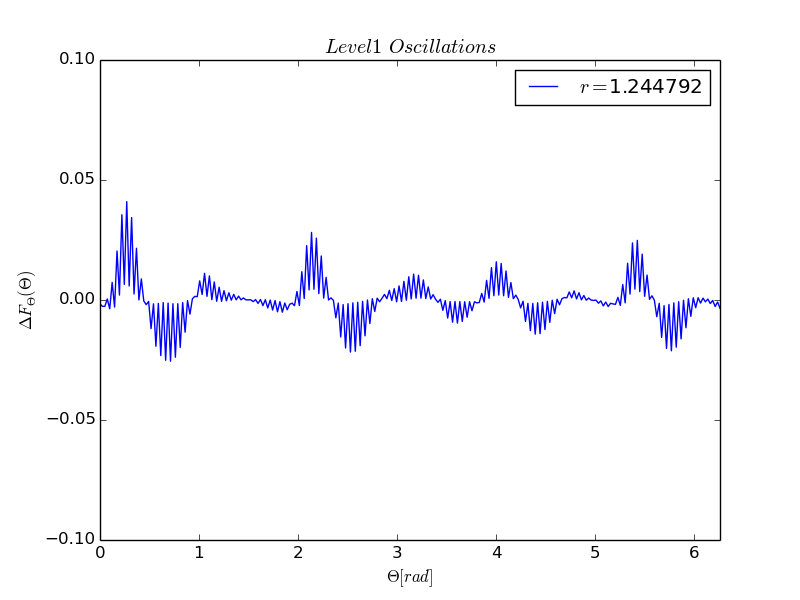 Level1 Oscillations
r=1.244792
0.10
0.05
0.00
−0.05
−0.10
ΔF_Θ(Θ)
0 1 2 3 4 5 6
Θ[rad]